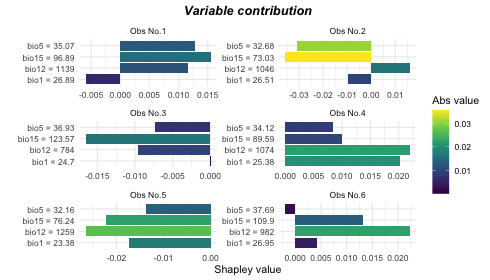 Variable contribution
Obs No.1
Obs No.2
bio5 = 35.07
bio15 = 96.89
bio12 = 1139
bio1 = 26.89
-0.005 0.000 0.005 0.010 0.015
bio5 = 32.68
bio15 = 73.03
bio12 = 1046
bio1 = 26.51
-0.03 -0.02 -0.01 0.00 0.01
Obs No.3
Obs No.4
bio5 = 36.93
bio15 = 123.57
bio12 = 784
bio1 = 24.7
-0.015 -0.010 -0.005 0.000
bio5 = 34.12
bio15 = 89.59
bio12 = 1074
bio1 = 25.38
0.000 0.005 0.010 0.015 0.020
Obs No.5
Obs No.6
bio5 = 32.16
bio15 = 76.24
bio12 = 1259
bio1 = 23.38
-0.02 -0.01 0.00
bio5 = 37.69
bio15 = 109.9
bio12 = 982
bio1 = 26.95
0.000 0.005 0.010 0.015 0.020
Shapley value
Abs value
0.03
0.02
0.01